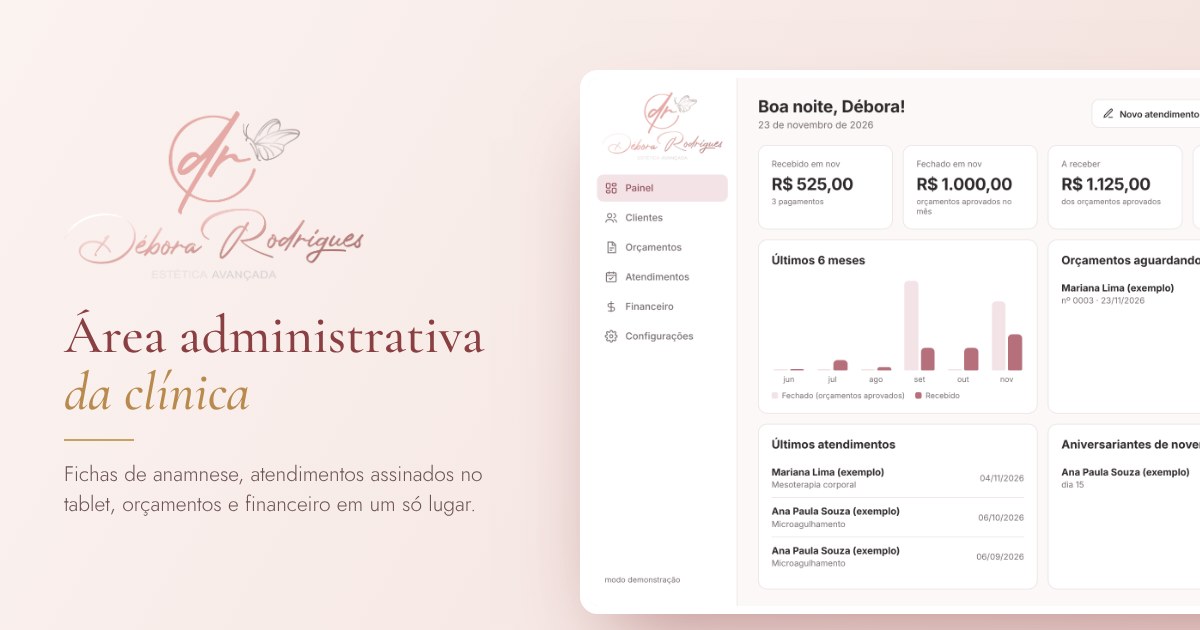 dr
Débora Rodrigues
ESTÉTICA AVANÇADA
Área administrativa
da clínica
Fichas de anamnese, atendimentos assinados no
tablet, orçamentos e financeiro em um só lugar.
dr
Débora Rodrigues
ESTÉTICA AVANÇADA
Painel
Clientes
Orçamentos
Atendimentos
Financeiro
Configurações
modo demonstração
Boa noite, Débora!
23 de novembro de 2026
Novo atendimento
Recebido em nov
R$ 525,00
3 pagamentos
Fechado em nov
R$ 1.000,00
orçamentos aprovados no
mês
A receber
R$ 1.125,00
dos orçamentos aprovados
Últimos 6 meses
jun jul ago set out nov
Fechado (orçamentos aprovados) Recebido
Orçamentos aguardando
Mariana Lima (exemplo)
nº 0003 · 23/11/2026
Últimos atendimentos
Mariana Lima (exemplo)
Mesoterapia corporal
04/11/2026
Ana Paula Souza (exemplo)
Microagulhamento
06/10/2026
Ana Paula Souza (exemplo)
Microagulhamento
06/09/2026
Aniversariantes de nove
Ana Paula Souza (exemplo)
dia 15